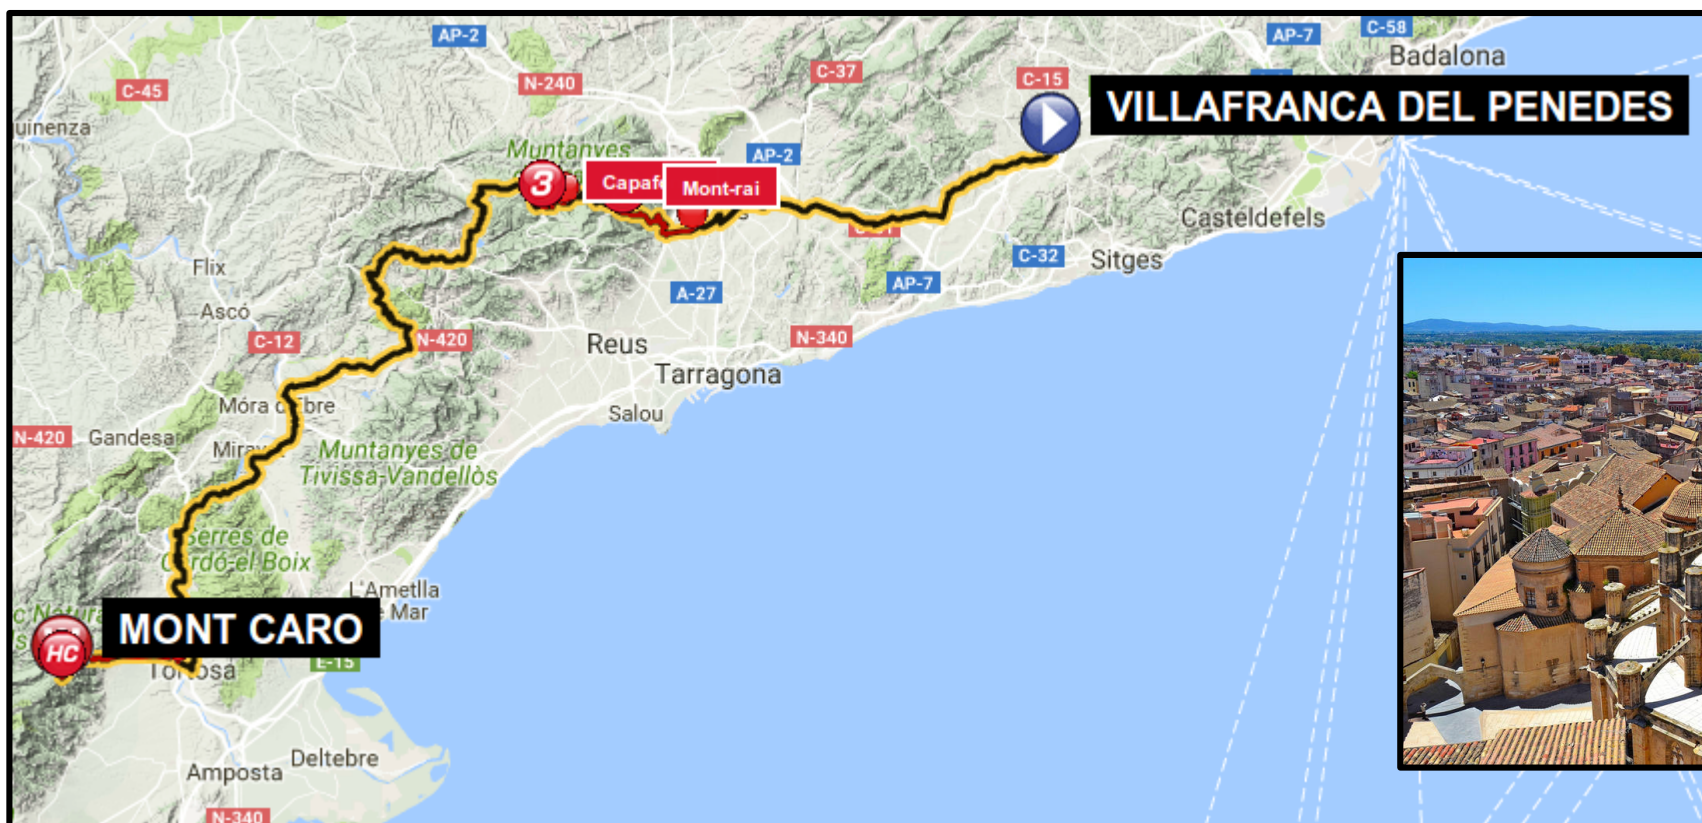 AP-2
C-58
AP-7
Badalona
C-45
N-240
C-37
C-15
VILLAFRANCA DEL PENEDES
uinenza
Muntanyes
AP-2
3
Mont-rai
Casteldefels
Flix
C-32
Sitges
AP-7
A-27
Ascó
C-12
N-420
Reus
N-340
Tarragona
Salou
N-420
Gandesa
Muntanyes de
Tivissa-Vandellòs
Serres de
L'Ametlla
Mar
MONT CARO
HC
Tortosa
Deltebre
Amposta
N-340